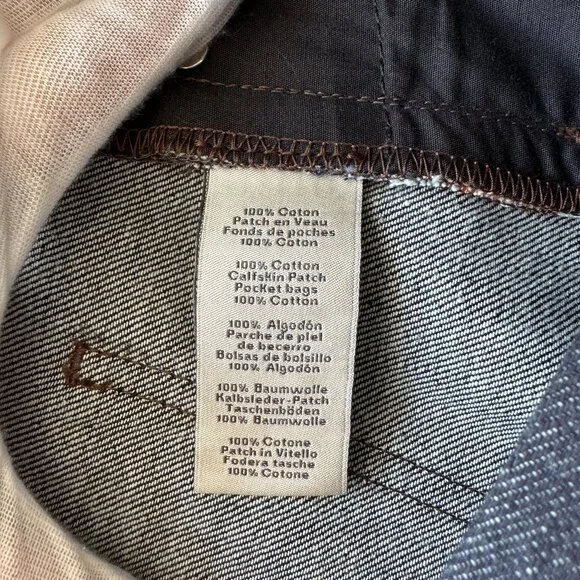 100% Coton
Patch en Veau
Fonds de poches
100% Coton
100% Cotton
Calfskin-Patch
Pocket bags
100% Cotton
100% Algodón
Parche de piel
de becerro
Bolsas de bolsillo
100% Algodón
100% Baumwolle
Kalbsleder-Patch
Taschenböden
100% Baumwolle
100% Cotone
Patch in Vitello
Fodera tasche
100% Cotone